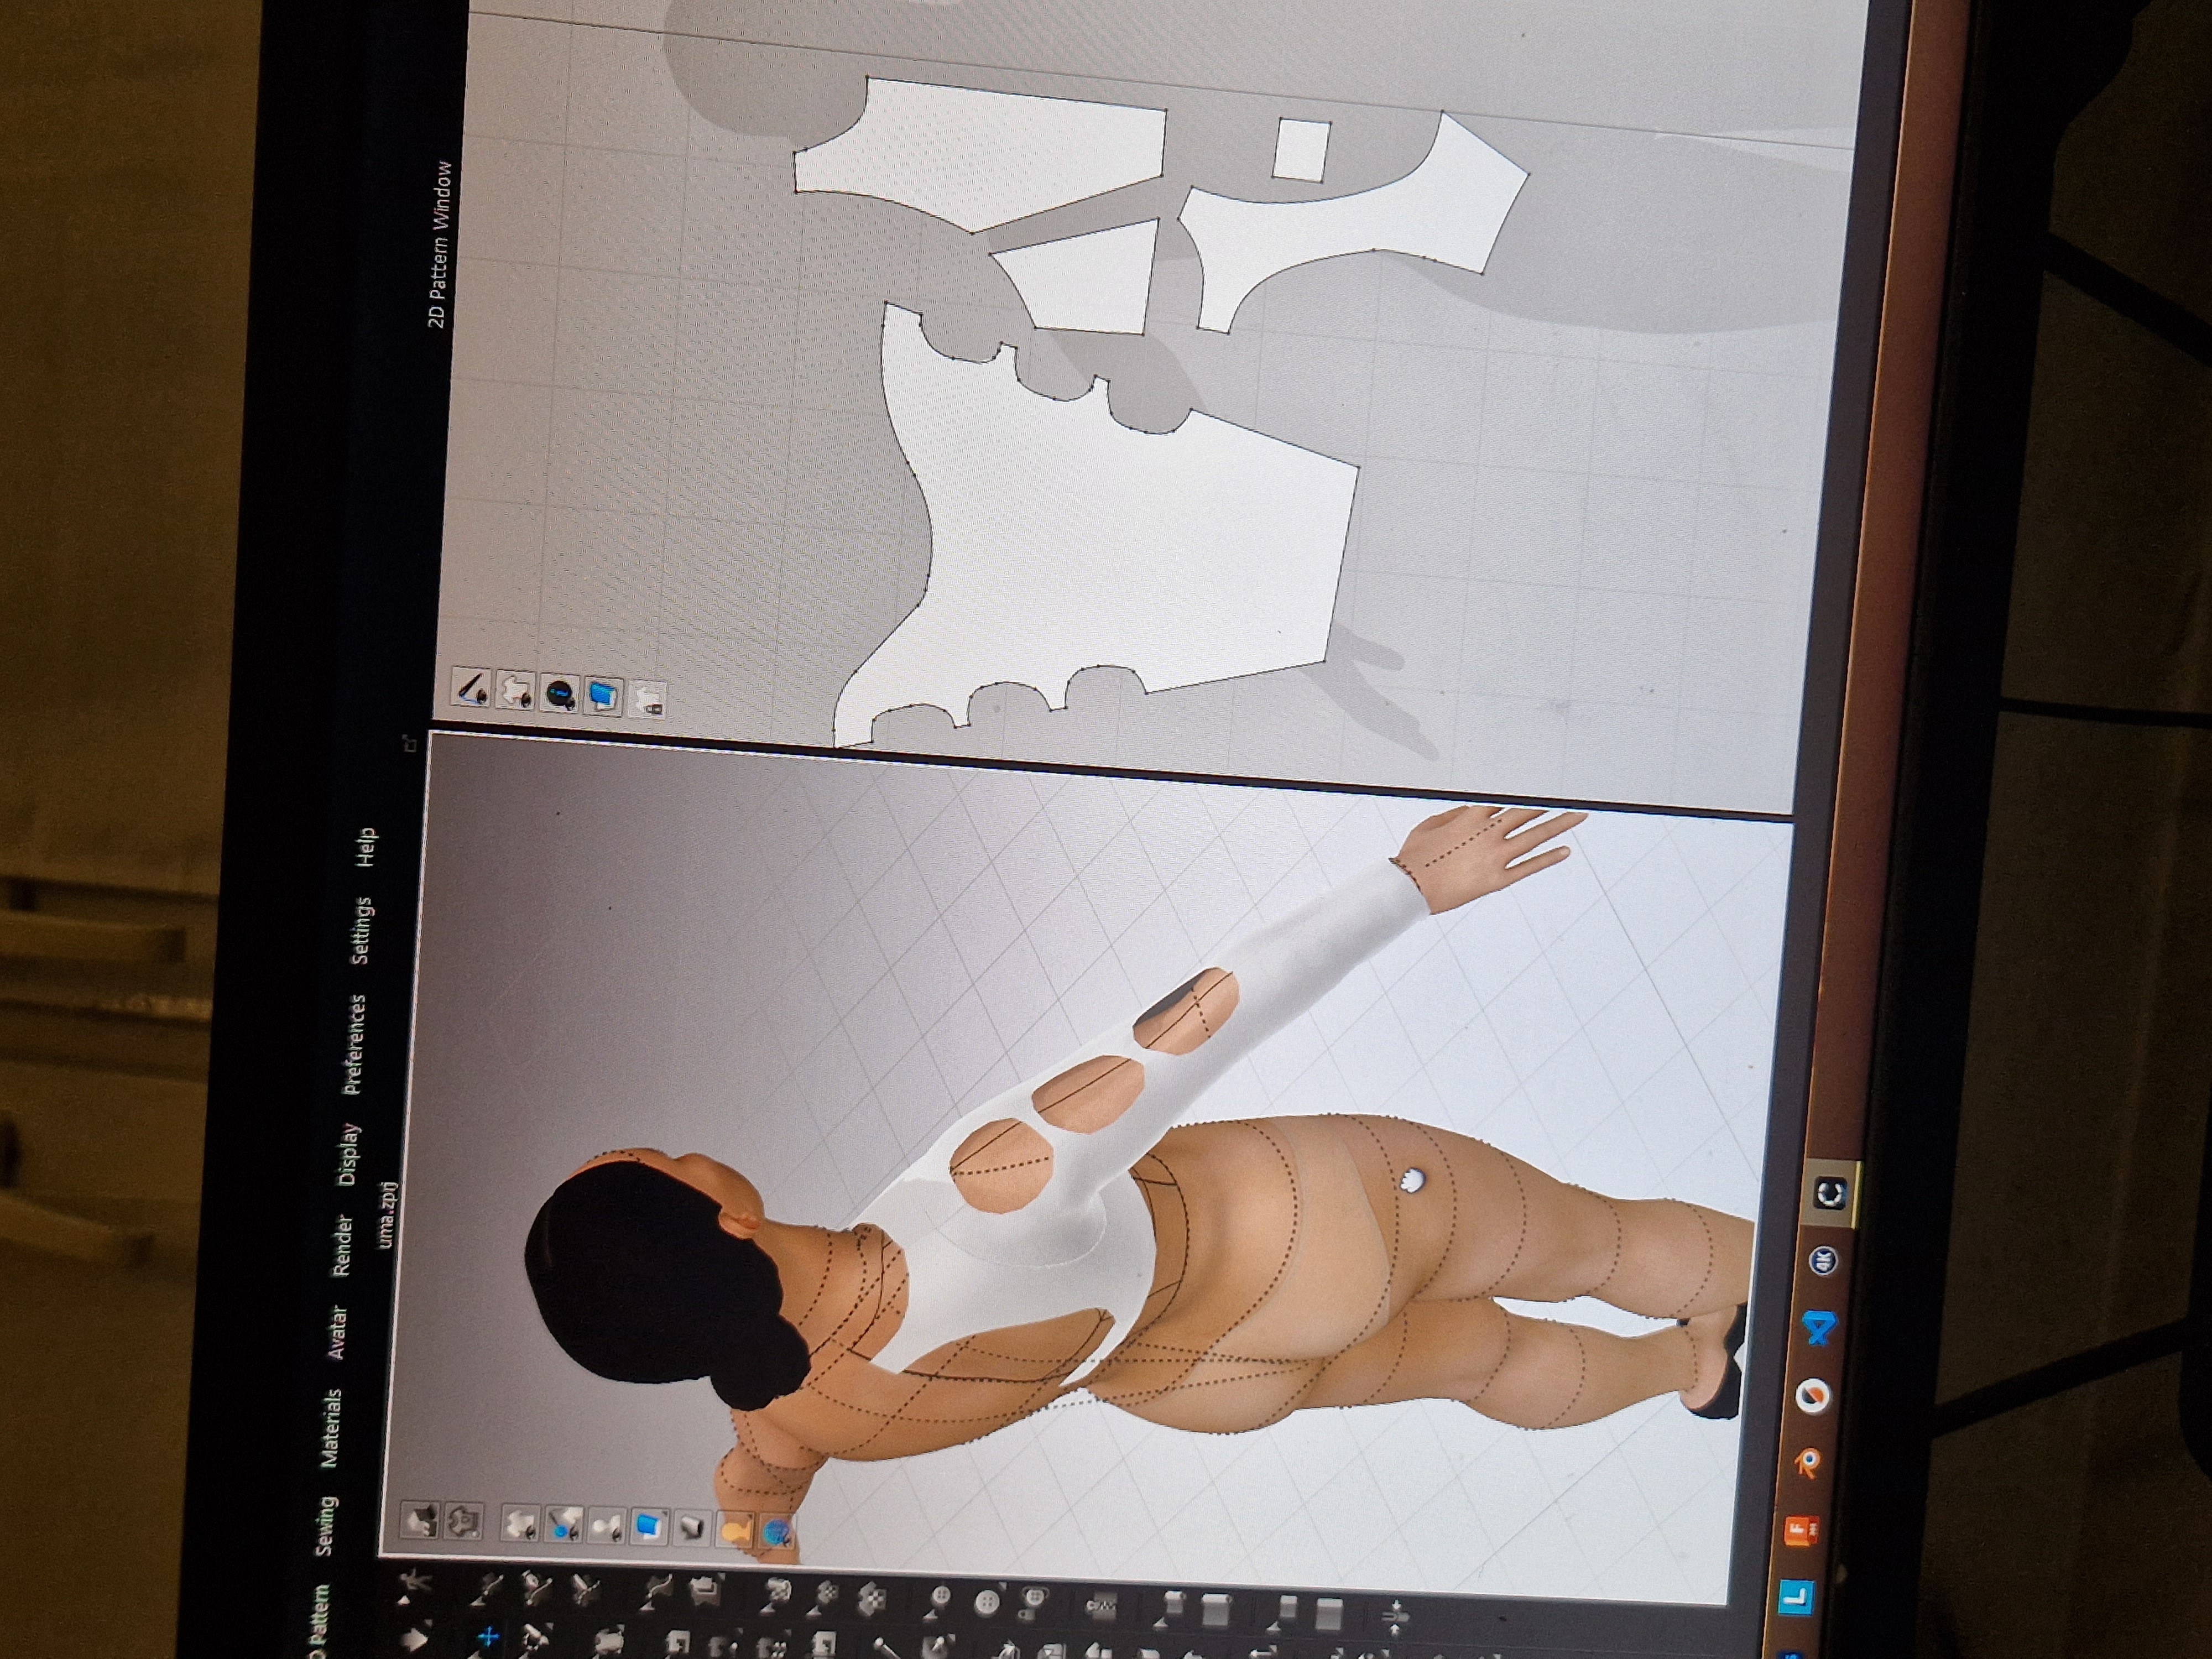 D Pattern Sewing Materials Avatar Render Display Preferences Settings Help
uma.zprj
2D Pattern Window
L
F
4K
C